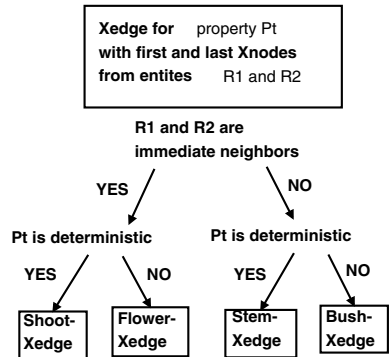 Xedge for property Pt
with first and last Xnodes
from entites R1 and R2
R1 and R2 are
immediate neighbors
YES NO
Pt is deterministic Pt is deterministic
YES NO YES NO
Shoot-
Xedge
Flower-
Xedge
Stem-
Xedge
Bush-
Xedge